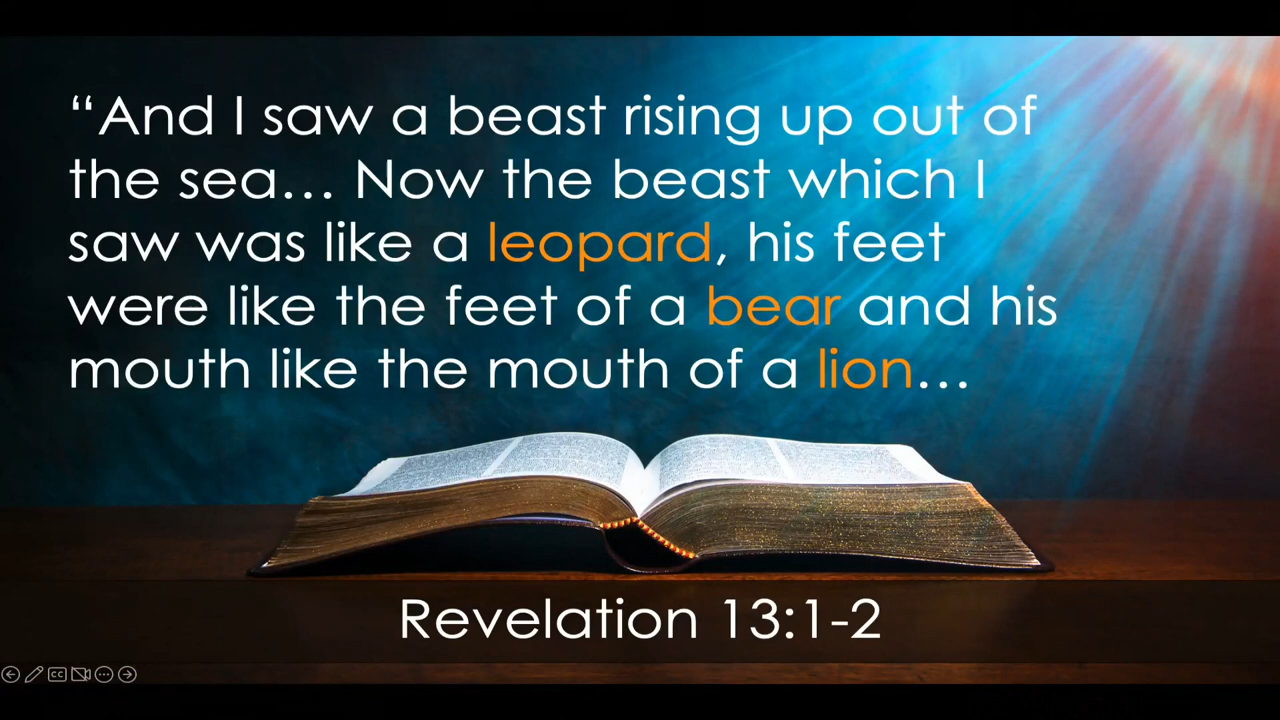 “And I saw a beast rising up out of
the sea... Now the beast which I
saw was like a leopard, his feet
were like the feet of a bear and his
mouth like the mouth of a lion...
Revelation 13:1-2
CC